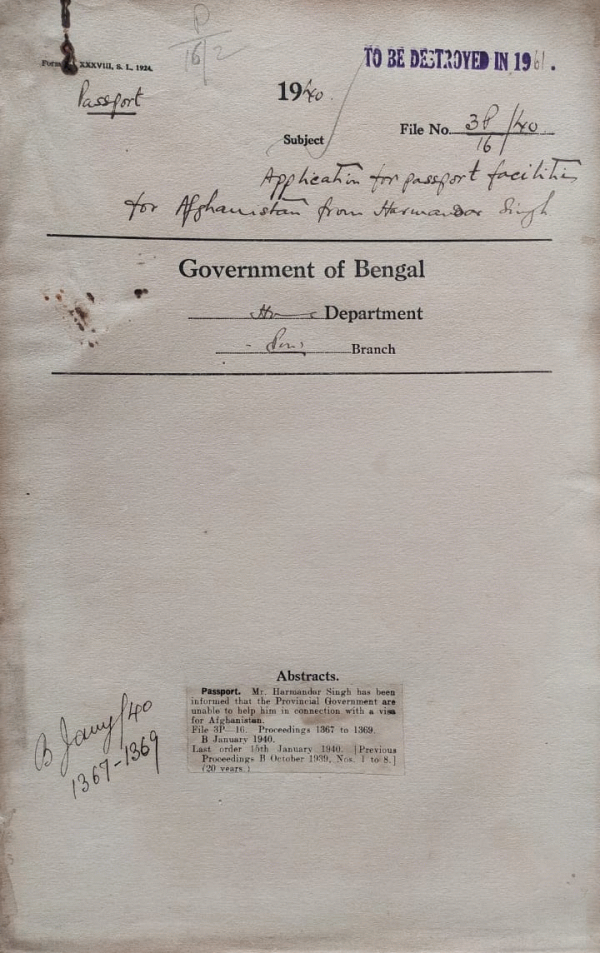 P
16/2
TO BE DESTROYED IN 1961.
XXXVIII, S. L. 1924.
Passport
1940
Subject
File No. 3P/40
16
Application for passport facilities
for Afghanistan from Harmandar Singh
Government of Bengal
Department
Branch
Abstracts.
Passport. Mr. Harmandar Singh has been
informed that the Provincial Government are
unable to help him in connection with a visa
for Afghanistan.
File 3P—16. Proceedings 1367 to 1369.
B January 1940.
Last order 15th January 1940. [Previous
Proceedings B October 1939, Nos. 1 to 8.]
(20 years.)
B Jany/40
1367-1369